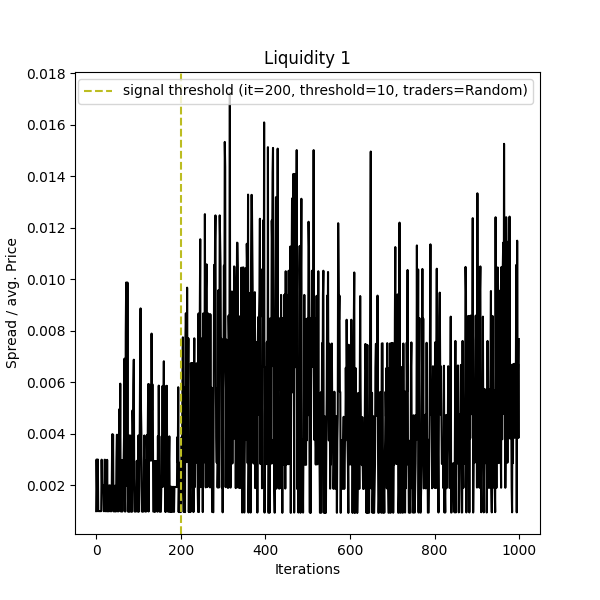 Liquidity 1
signal threshold (it=200, threshold=10, traders=Random)
Spread / avg. Price
0.018
0.016
0.014
0.012
0.010
0.008
0.006
0.004
0.002
0 200 400 600 800 1000
Iterations